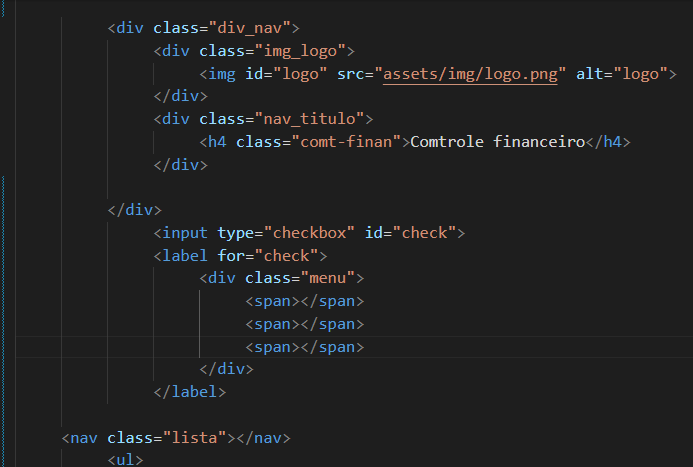 <div class="div_nav">
<div class="img_logo">
<img id="logo" src="assets/img/logo.png" alt="logo">
</div>
<div class="nav_titulo">
<h4 class="comt-finan">Comtrole financeiro</h4>
</div>
</div>
<input type="checkbox" id="check">
<label for="check">
<div class="menu">
<span></span>
<span></span>
<span></span>
</div>
</label>
<nav class="lista"></nav>
<ul>